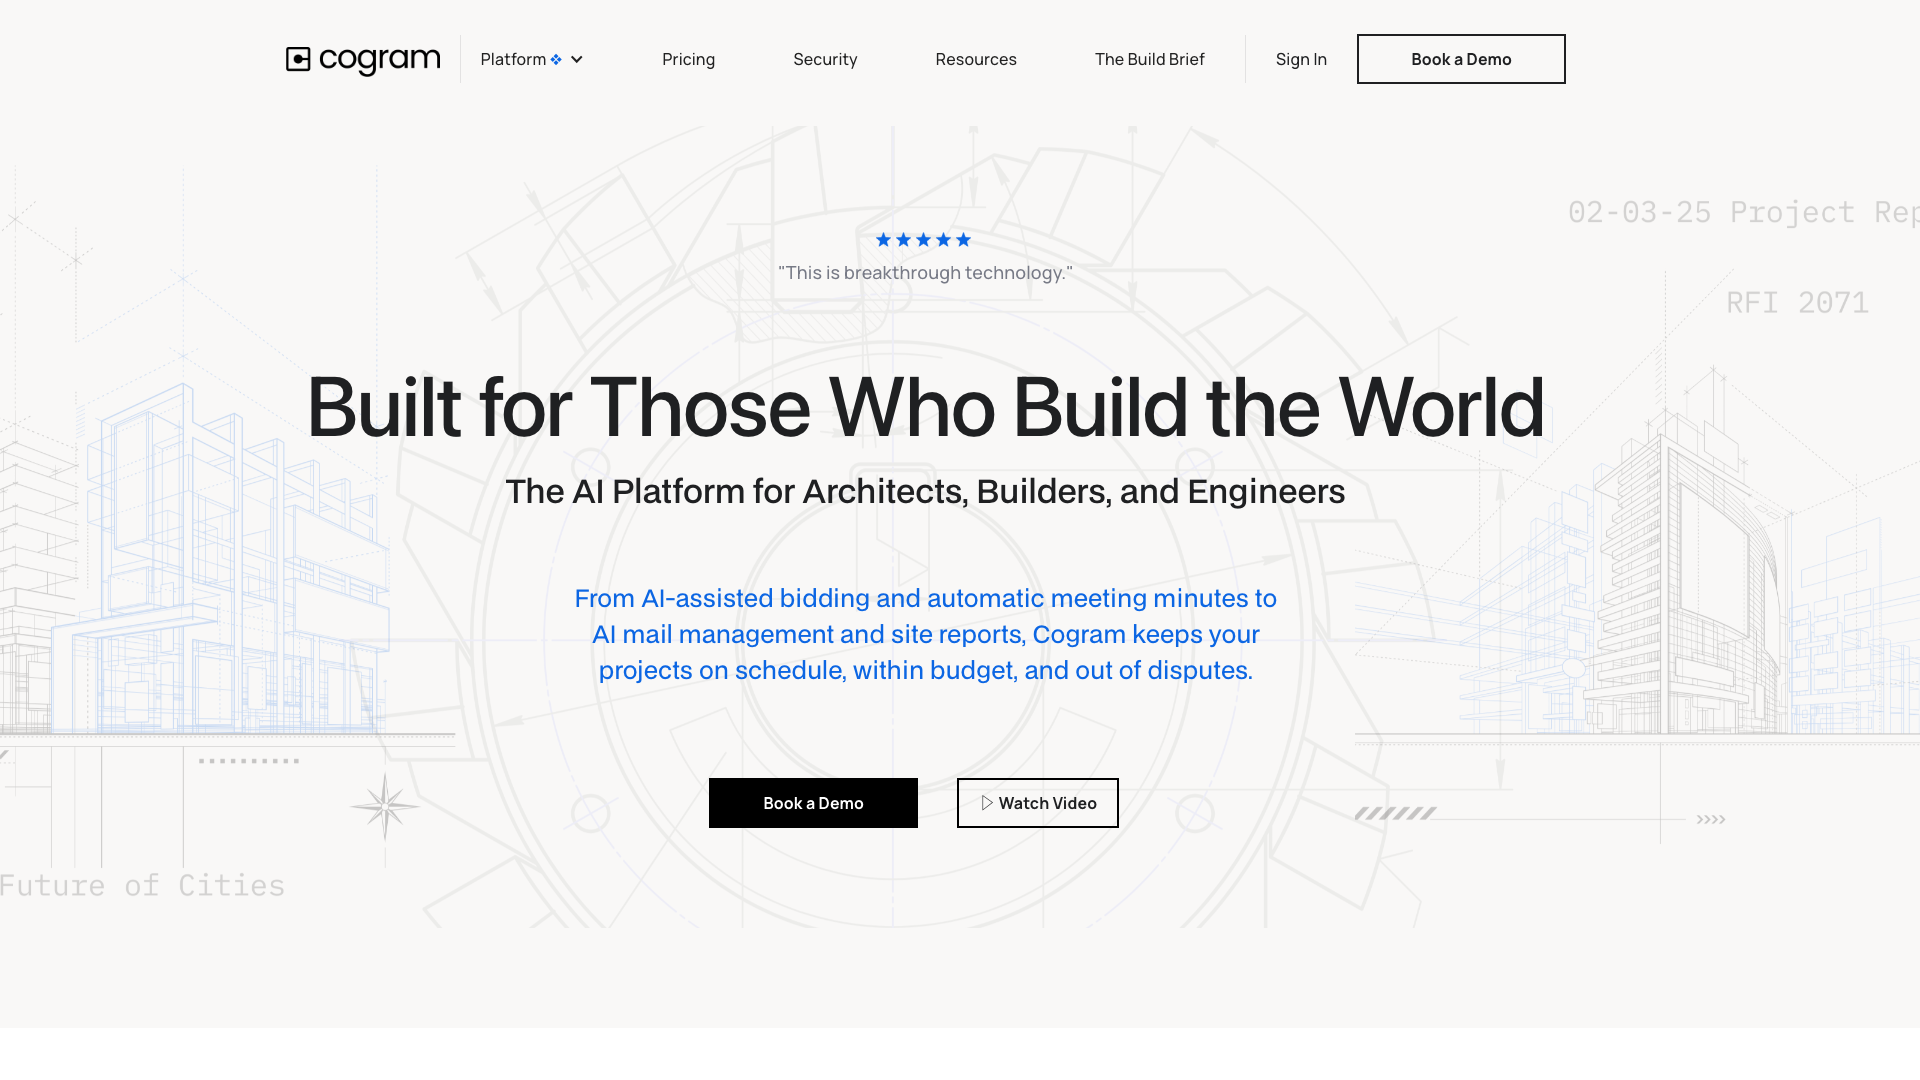 cogram
Platform
Pricing
Security
Resources
The Build Brief
Sign In
Book a Demo
02-03-25 Project Rep
"This is breakthrough technology."
RFI 2071
Built for Those Who Build the World
The AI Platform for Architects, Builders, and Engineers
From AI-assisted bidding and automatic meeting minutes to
AI mail management and site reports, Cogram keeps your
projects on schedule, within budget, and out of disputes.
Book a Demo
Watch Video
Future of Cities